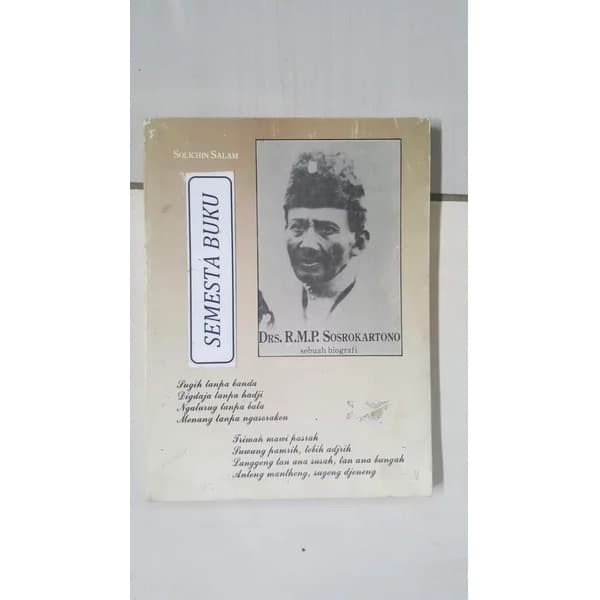 SOLICHIN SALAM
SEMESTA BUKU
DRS. R.M.P. SOSROKARTONO
sebuah biografi
Sugih tanpa banda
Digdaja tanpa hadji
Ngalurug tanpa bala
Menang tanpa ngasoraken
Trimah mawi pasrah
Suwung pamrih, tebih adjrih
Langgeng tan ana susah, tan ana bungah
Anteng mantheng, sugeng djeneng